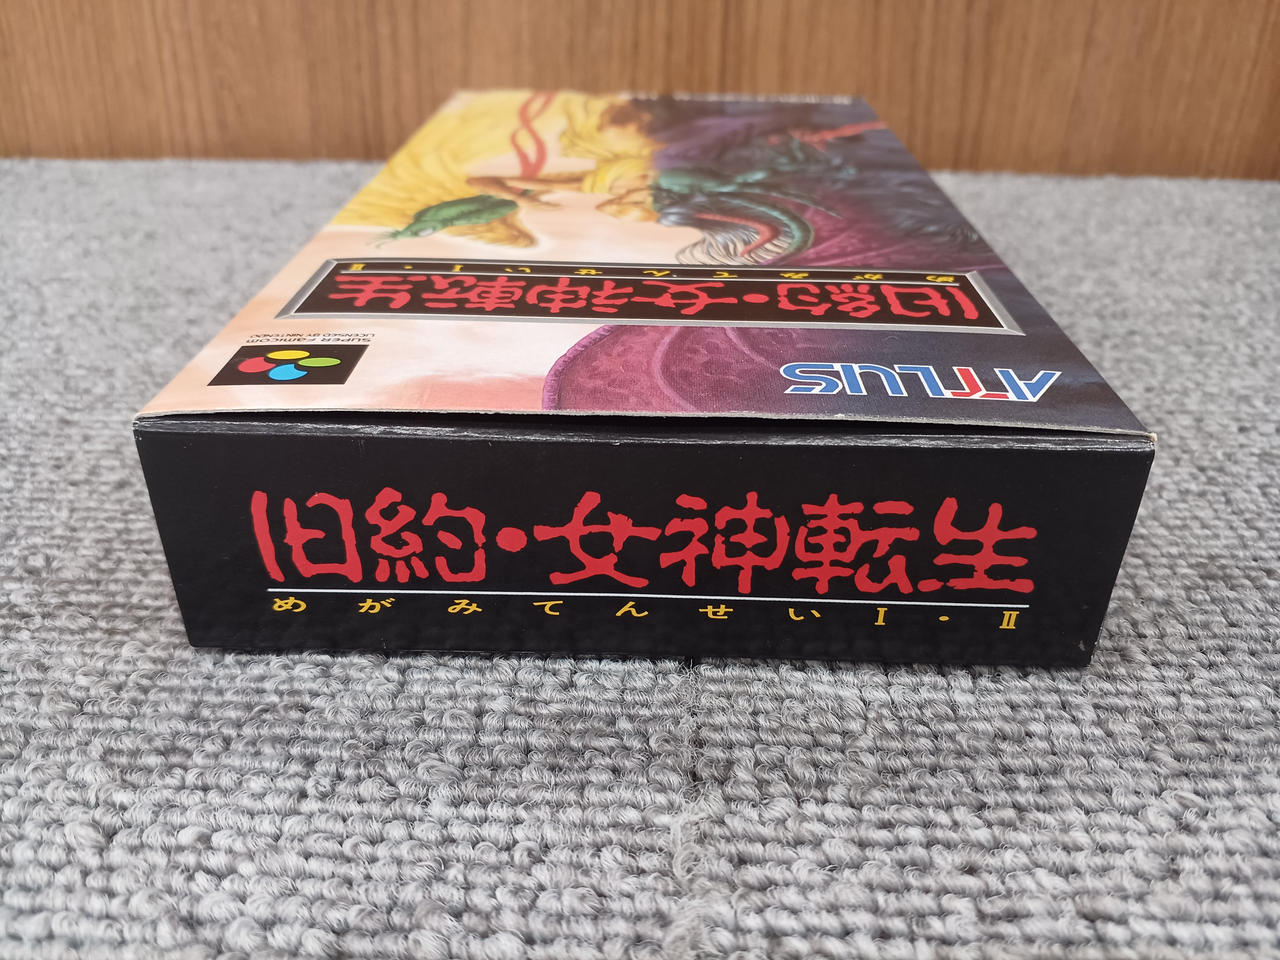 ATLUS
SUPER FAMICOM
LICENSED BY NINTENDO
旧約・女神転生
めがみてんせいI・II
旧約・女神転生
めがみてんせいI・II